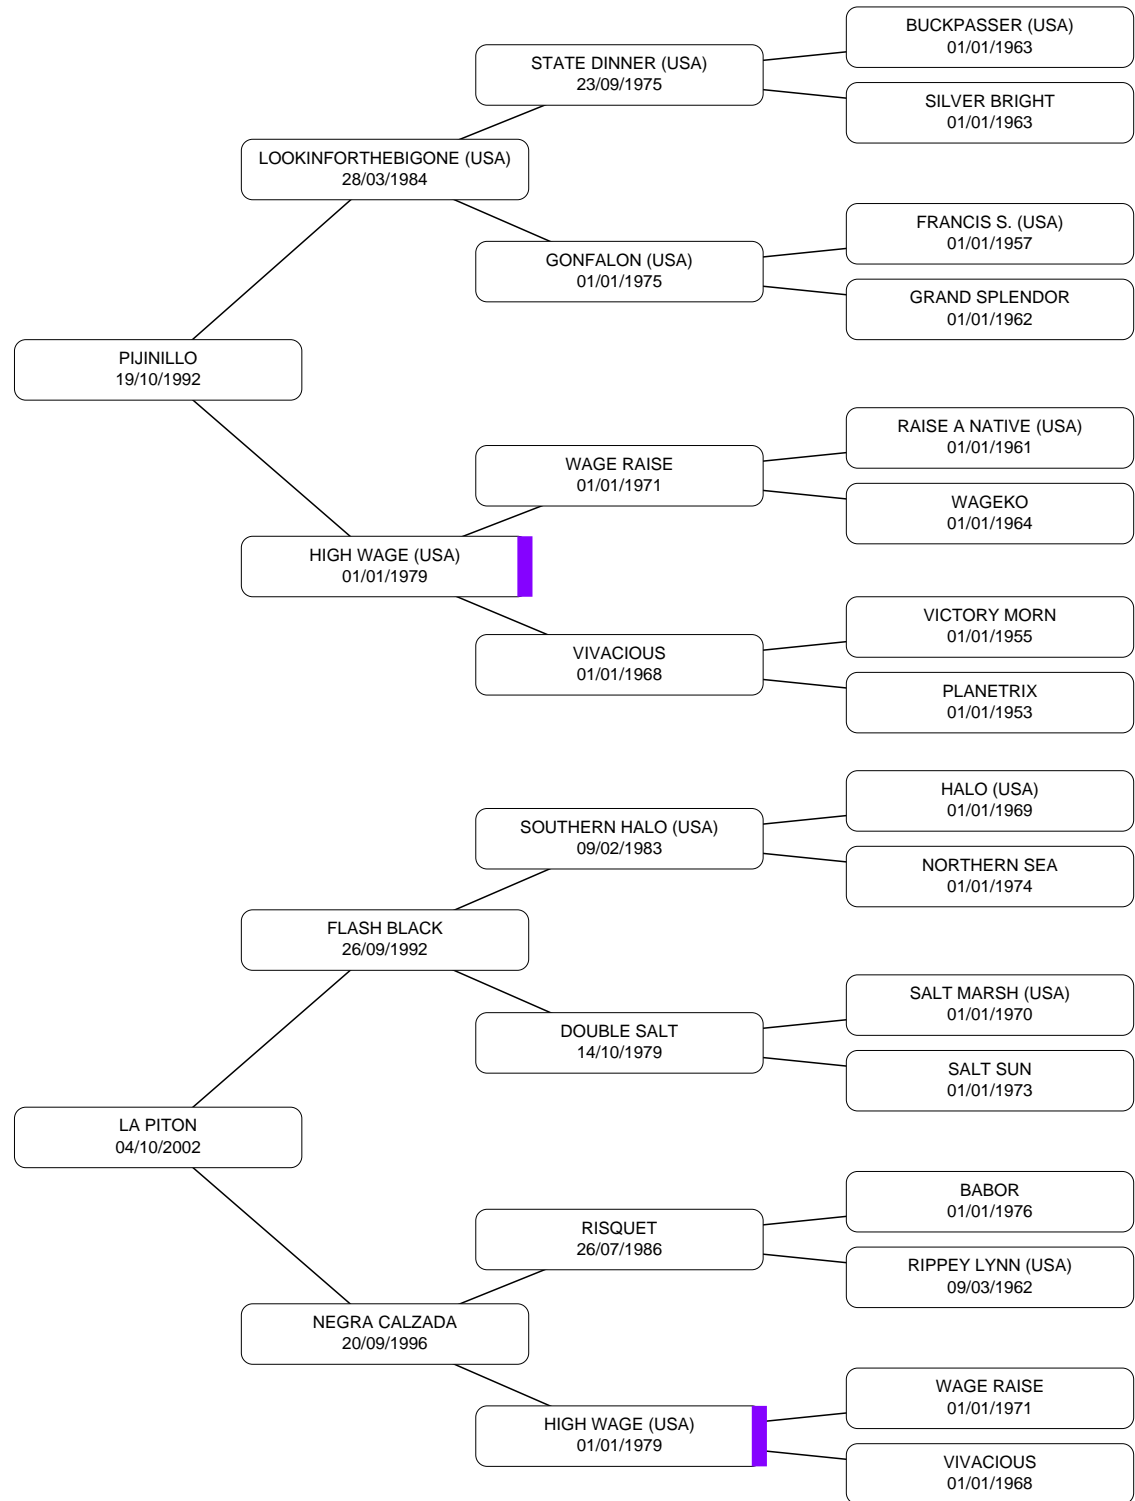 BUCKPASSER (USA)
01/01/1963
STATE DINNER (USA)
23/09/1975
SILVER BRIGHT
01/01/1963
LOOKINFORTHEBIGONE (USA)
28/03/1984
FRANCIS S. (USA)
01/01/1957
GONFALON (USA)
01/01/1975
GRAND SPLENDOR
01/01/1962
PIJINILLO
19/10/1992
RAISE A NATIVE (USA)
01/01/1961
WAGE RAISE
01/01/1971
WAGEKO
01/01/1964
HIGH WAGE (USA)
01/01/1979
VICTORY MORN
01/01/1955
VIVACIOUS
01/01/1968
PLANETRIX
01/01/1953
HALO (USA)
01/01/1969
SOUTHERN HALO (USA)
09/02/1983
NORTHERN SEA
01/01/1974
FLASH BLACK
26/09/1992
SALT MARSH (USA)
01/01/1970
DOUBLE SALT
14/10/1979
SALT SUN
01/01/1973
LA PITON
04/10/2002
BABOR
01/01/1976
RISQUET
26/07/1986
RIPPEY LYNN (USA)
09/03/1962
NEGRA CALZADA
20/09/1996
WAGE RAISE
01/01/1971
HIGH WAGE (USA)
01/01/1979
VIVACIOUS
01/01/1968